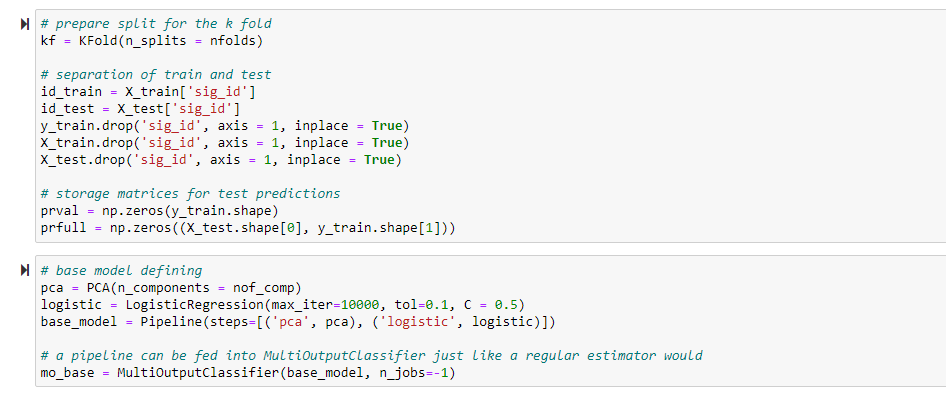 # prepare split for the k fold
kf = KFold(n_splits = nfolds)
# separation of train and test
id_train = X_train['sig_id']
id_test = X_test['sig_id']
y_train.drop('sig_id', axis = 1, inplace = True)
X_train.drop('sig_id', axis = 1, inplace = True)
X_test.drop('sig_id', axis = 1, inplace = True)
# storage matrices for test predictions
prval = np.zeros(y_train.shape)
prfull = np.zeros((X_test.shape[0], y_train.shape[1]))
# base model defining
pca = PCA(n_components = nof_comp)
logistic = LogisticRegression(max_iter=10000, tol=0.1, C = 0.5)
base_model = Pipeline(steps=[('pca', pca), ('logistic', logistic)])
# a pipeline can be fed into MultiOutputClassifier just like a regular estimator would
mo_base = MultiOutputClassifier(base_model, n_jobs=-1)